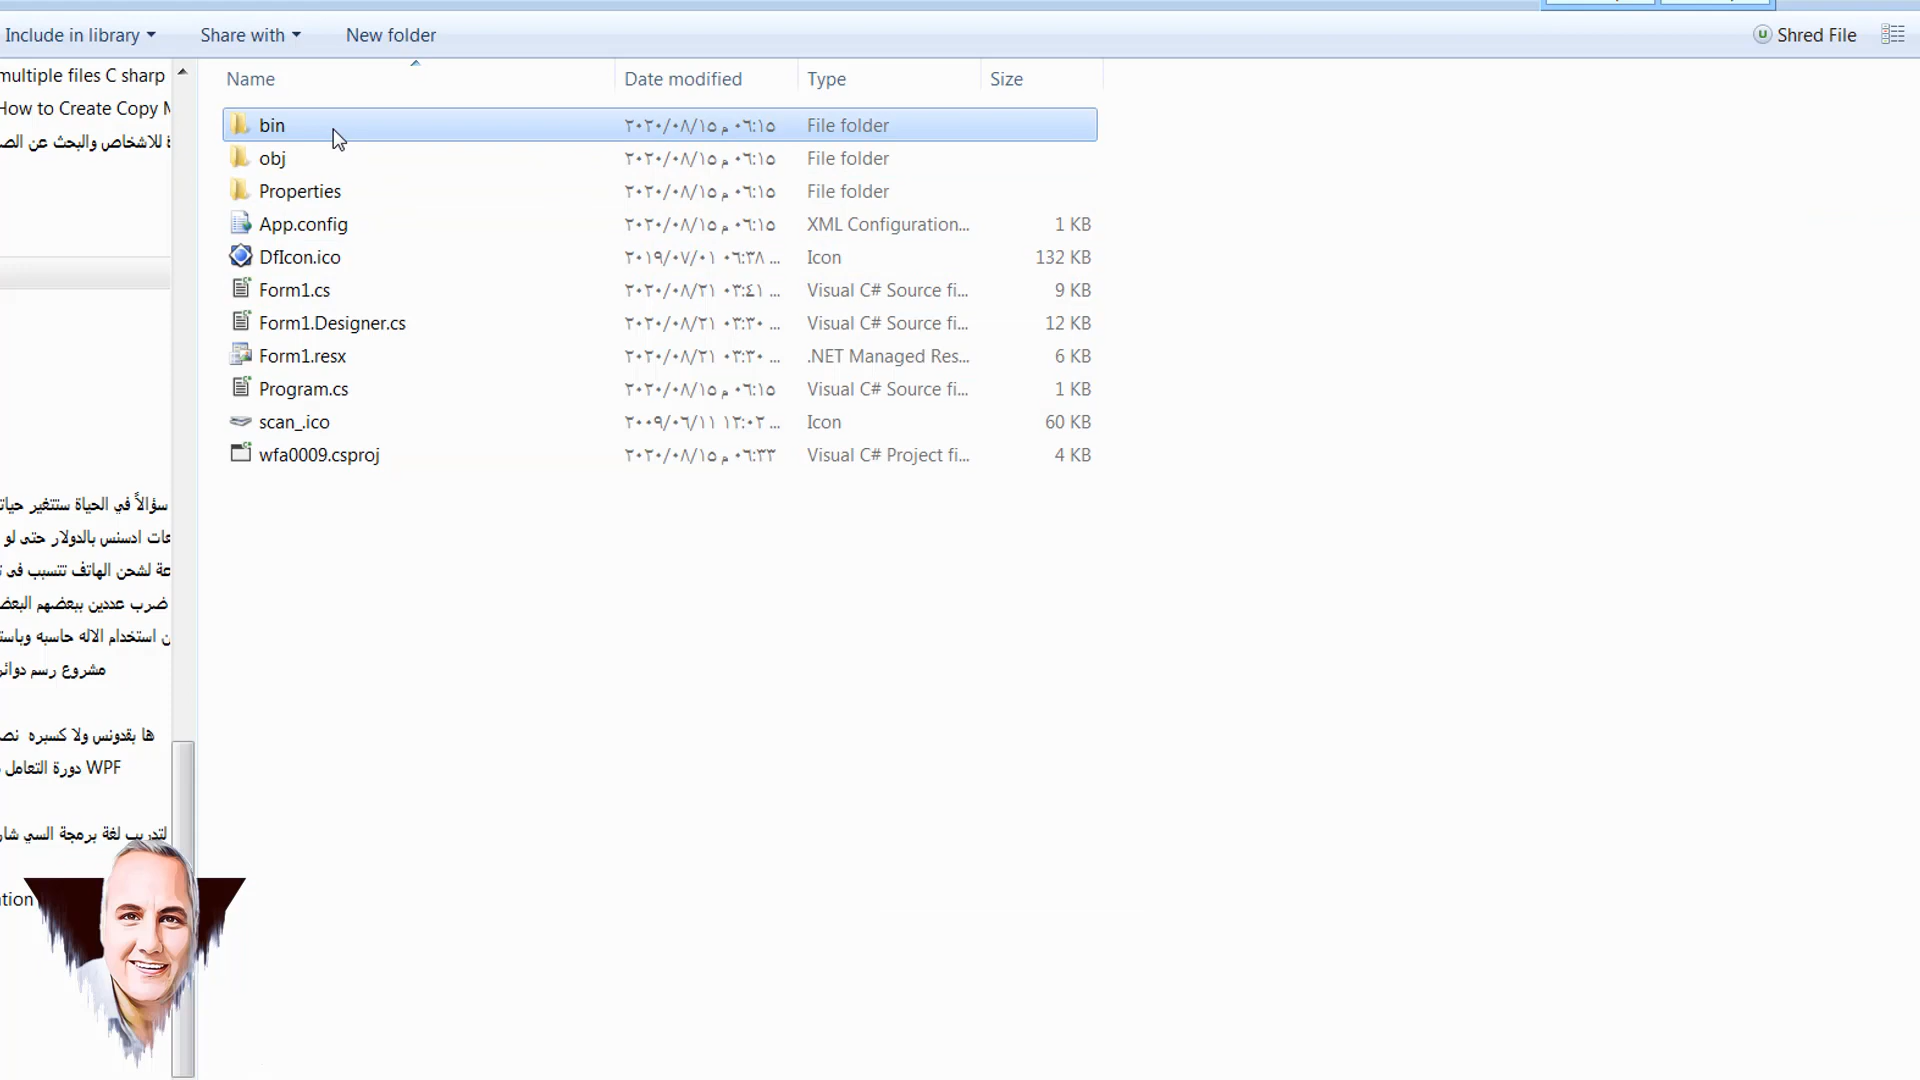 Include in library Share with New folder Shred File
multiple files C sharp
How to Create Copy
ة للاشخاص والبحث عن الص
سؤالاً في الحياة ستتغير حيات
عات ادسنس بالدولار حتى لو
عة لشحن الهاتف تتسبب فى
ضرب عددين ببعضهم البعض
ن استخدام الاله حاسبه وباست
مشروع رسم دوائر
ها بقدونس ولا كسبره نص
دورة التعامل WPF
لتدريب لغة برمجة السي شار
ation
Name Date modified Type Size
bin ٢٠٢٠/٠٨/١٥ م ٠٦:١٥ File folder
obj ٢٠٢٠/٠٨/١٥ م ٠٦:١٥ File folder
Properties ٢٠٢٠/٠٨/١٥ م ٠٦:١٥ File folder
App.config ٢٠٢٠/٠٨/١٥ م ٠٦:١٥ XML Configuration... 1 KB
DfIcon.ico ٢٠١٩/٠٧/٠١ ٠٦:٣٨ ... Icon 132 KB
Form1.cs ٢٠٢٠/٠٨/٢١ ٠٣:٤١ ... Visual C# Source fi... 9 KB
Form1.Designer.cs ٢٠٢٠/٠٨/٢١ ٠٣:٣٠ ... Visual C# Source fi... 12 KB
Form1.resx ٢٠٢٠/٠٨/٢١ ٠٣:٣٠ ... .NET Managed Res... 6 KB
Program.cs ٢٠٢٠/٠٨/١٥ م ٠٦:١٥ Visual C# Source fi... 1 KB
scan_.ico ٢٠٠٩/٠٦/١١ ١٢:٠٢ ... Icon 60 KB
wfa0009.csproj ٢٠٢٠/٠٨/١٥ م ٠٦:٣٣ Visual C# Project fi... 4 KB